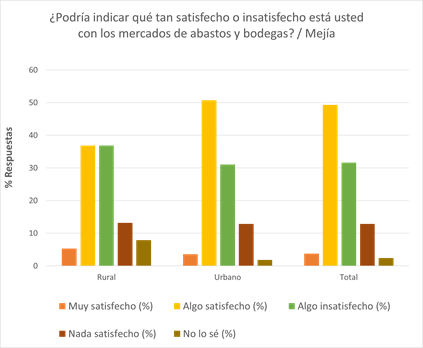 ¿Podría indicar qué tan satisfecho o insatisfecho está usted
con los mercados de abastos y bodegas? / Mejía
% Respuestas
60
50
40
30
20
10
0
Rural
Urbano
Total
Muy satisfecho (%)
Algo satisfecho (%)
Algo insatisfecho (%)
Nada satisfecho (%)
No lo sé (%)